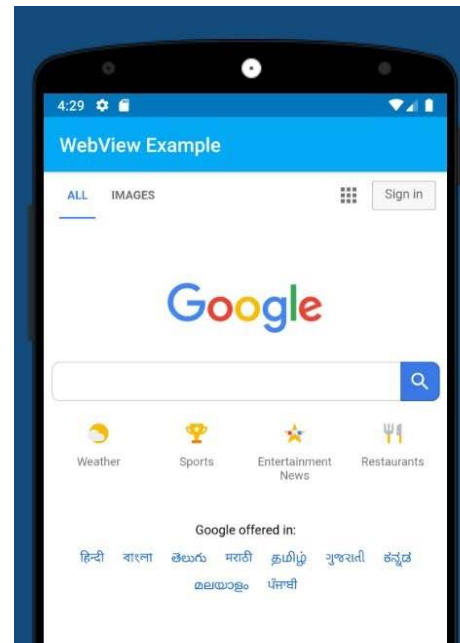 4:29
WebView Example
ALL IMAGES Sign in
Google
Weather Sports Entertainment News Restaurants
Google offered in:
हिन्दी বাংলা తెలుగు मराठी தமிழ் ગુજરાતી ಕನ್ನಡ
മലയാളം ਪੰਜਾਬੀ